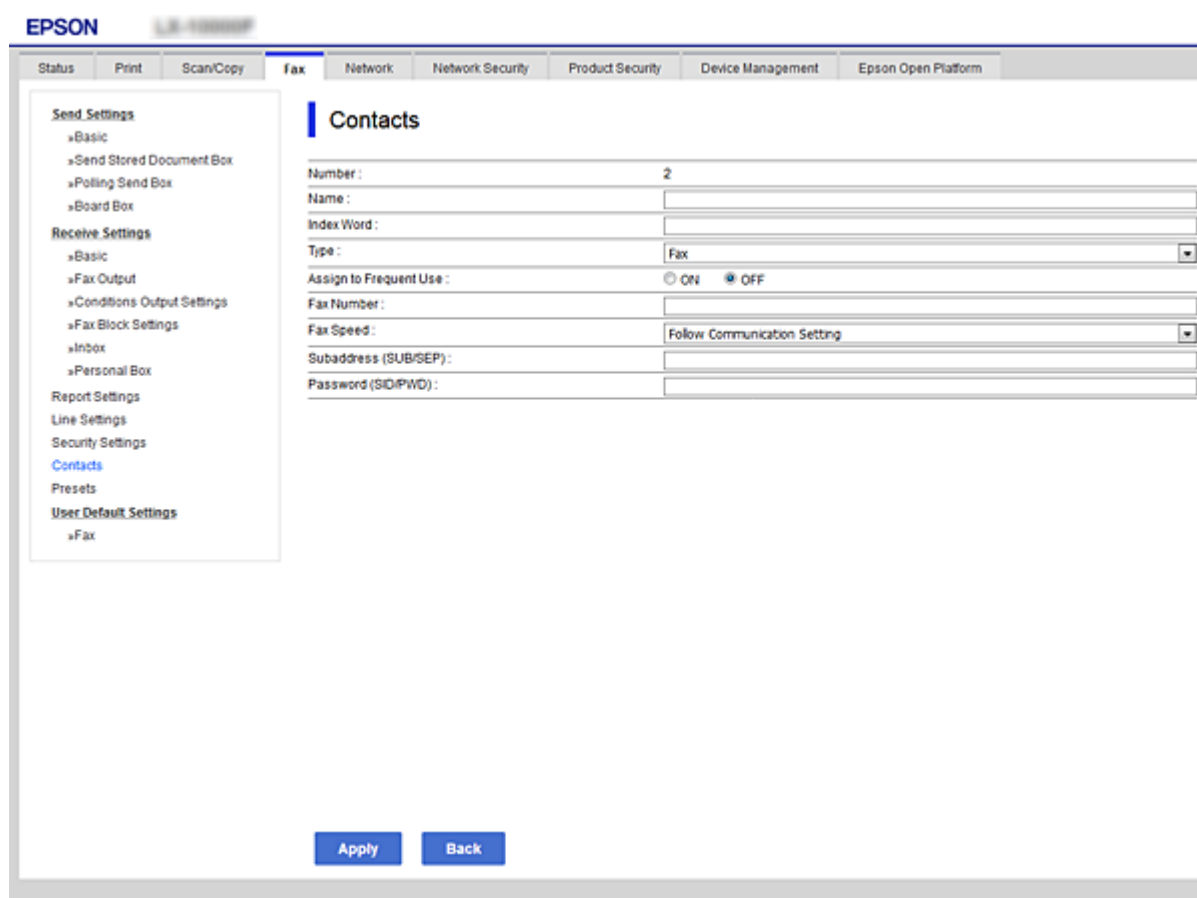 EPSON
Status Print Scan/Copy Fax Network Network Security Product Security Device Management Epson Open Platform
Send Settings
»Basic
»Send Stored Document Box
»Polling Send Box
»Board Box
Receive Settings
»Basic
»Fax Output
»Conditions Output Settings
»Fax Block Settings
»Inbox
»Personal Box
Report Settings
Line Settings
Security Settings
Contacts
Presets
User Default Settings
»Fax
Contacts
Number : 2
Name :
Index Word :
Type : Fax
Assign to Frequent Use : ON OFF
Fax Number :
Fax Speed : Follow Communication Setting
Subaddress (SUB/SEP) :
Password (SID/PWD) :
Apply Back